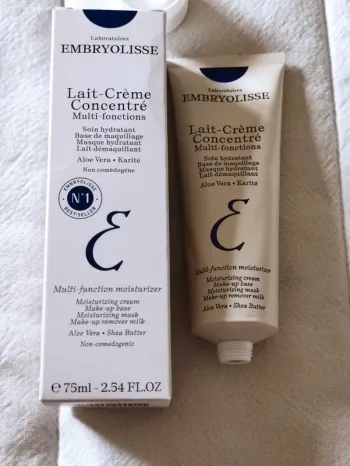 Laboratoires
EMBRYOLISSE
Lait-Crème
Concentré
Multi-fonctions
Soin hydratant
Base de maquillage
Masque hydratant
Lait démaquillant
Aloe Vera • Karité
Non comédogène
EMBRYOLISSE
N°1
BEST-SELLER
E
Multi-function moisturizer
Moisturizing cream
Make-up base
Moisturizing mask
Make-up remover milk
Aloe Vera • Shea Butter
Non-comedogenic
℮ 75ml - 2.54 FL.OZ
Laboratoires
EMBRYOLISSE
Lait-Crème
Concentré
Multi-fonctions
Soin hydratant
Base de maquillage
Masque hydratant
Lait démaquillant
Aloe Vera • Karité
E
Multi-function moisturizer
Moisturizing cream
Make-up base
Moisturizing mask
Make-up remover milk
Aloe Vera • Shea Butter